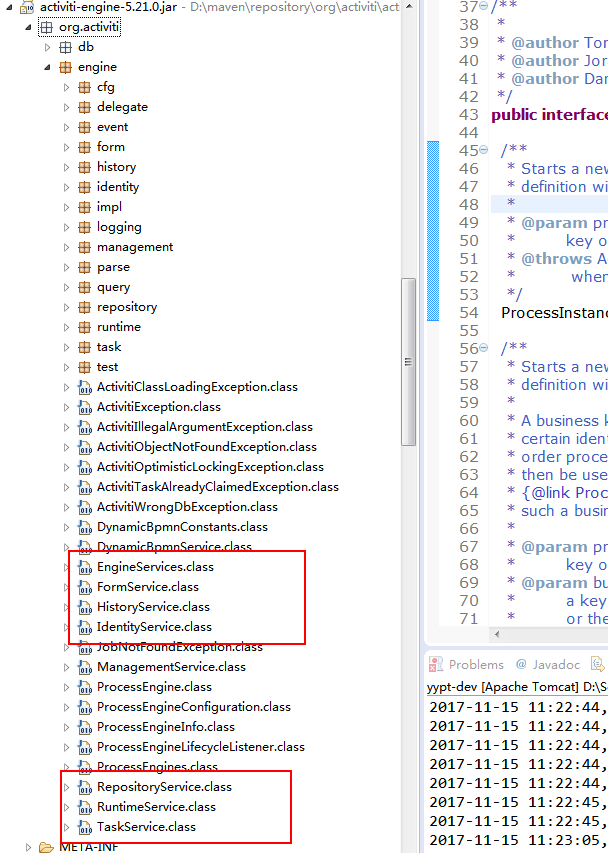 activiti-engine-5.21.0.jar - D:\maven\repository\org\activiti\act
org.activiti
db
engine
cfg
delegate
event
form
history
identity
impl
logging
management
parse
query
repository
runtime
task
test
ActivitiClassLoadingException.class
ActivitiException.class
ActivitiIllegalArgumentException.class
ActivitiObjectNotFoundException.class
ActivitiOptimisticLockingException.class
ActivitiTaskAlreadyClaimedException.class
ActivitiWrongDbException.class
DynamicBpmnConstants.class
DynamicBpmnService.class
EngineServices.class
FormService.class
HistoryService.class
IdentityService.class
JobNotFoundException.class
ManagementService.class
ProcessEngine.class
ProcessEngineConfiguration.class
ProcessEngineInfo.class
ProcessEngineLifecycleListener.class
ProcessEngines.class
RepositoryService.class
RuntimeService.class
TaskService.class
META-INF
37 /**
38 *
39 * @author Tor
40 * @author Jor
41 * @author Dar
42 */
43 public interface
44
45 /**
46 * Starts a new
47 * definition wi
48 *
49 * @param pr
50 * key o
51 * @throws A
52 * when
53 */
54 ProcessInstanc
55
56 /**
57 * Starts a new
58 * definition wi
59 *
60 * A business k
61 * certain ident
62 * order proce
63 * then be use
64 * {@link Proc
65 * such a busin
66 *
67 * @param pr
68 * key o
69 * @param bu
70 * a key
71 * or the
Problems @ Javadoc
yypt-dev [Apache Tomcat] D:\S
2017-11-15 11:22:44,
2017-11-15 11:22:44,
2017-11-15 11:22:44,
2017-11-15 11:22:44,
2017-11-15 11:22:44,
2017-11-15 11:22:45,
2017-11-15 11:22:45,
2017-11-15 11:23:05,